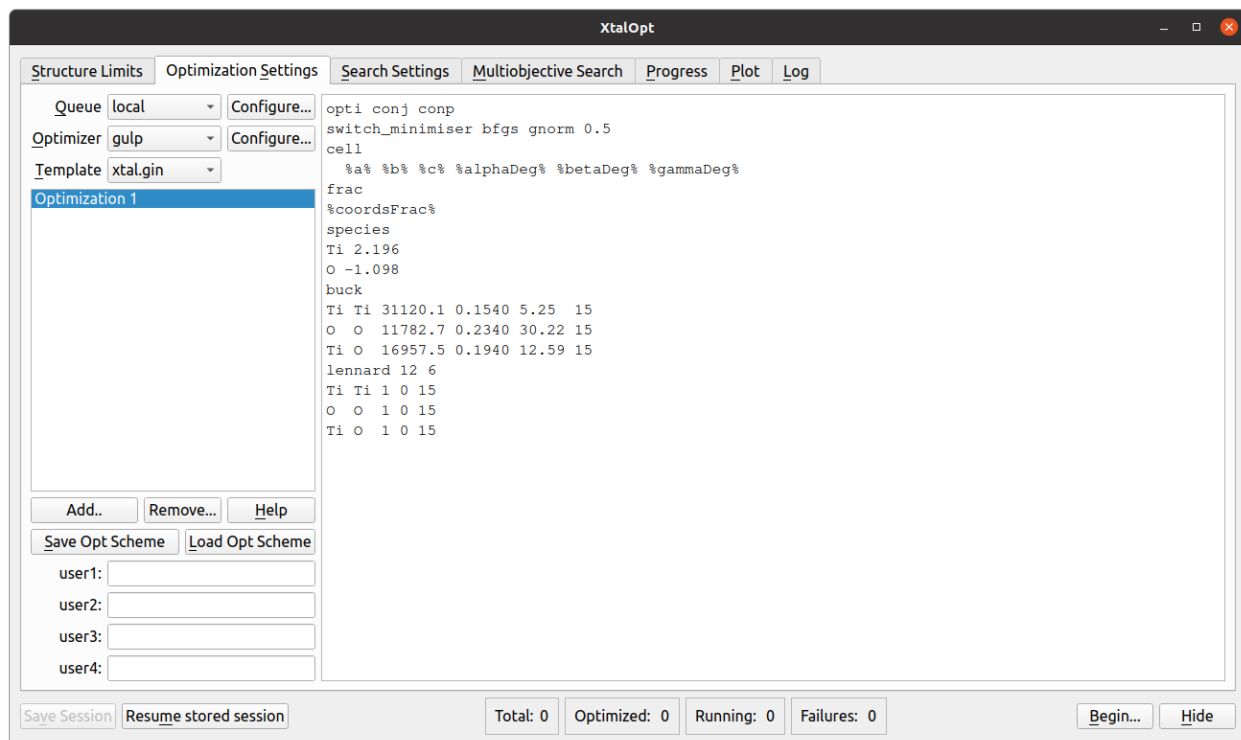 XtalOpt
Structure Limits Optimization Settings Search Settings Multiobjective Search Progress Plot Log
Queue local Configure...
Optimizer gulp Configure...
Template xtal.gin
Optimization 1
Add.. Remove... Help
Save Opt Scheme Load Opt Scheme
user1:
user2:
user3:
user4:
opti conj conp
switch_minimiser bfgs gnorm 0.5
cell
  %a% %b% %c% %alphaDeg% %betaDeg% %gammaDeg%
frac
%coordsFrac%
species
Ti 2.196
O -1.098
buck
Ti Ti 31120.1 0.1540 5.25  15
O  O  11782.7 0.2340 30.22 15
Ti O  16957.5 0.1940 12.59 15
lennard 12 6
Ti Ti 1 0 15
O  O  1 0 15
Ti O  1 0 15
Save Session Resume stored session Total: 0 Optimized: 0 Running: 0 Failures: 0 Begin... Hide